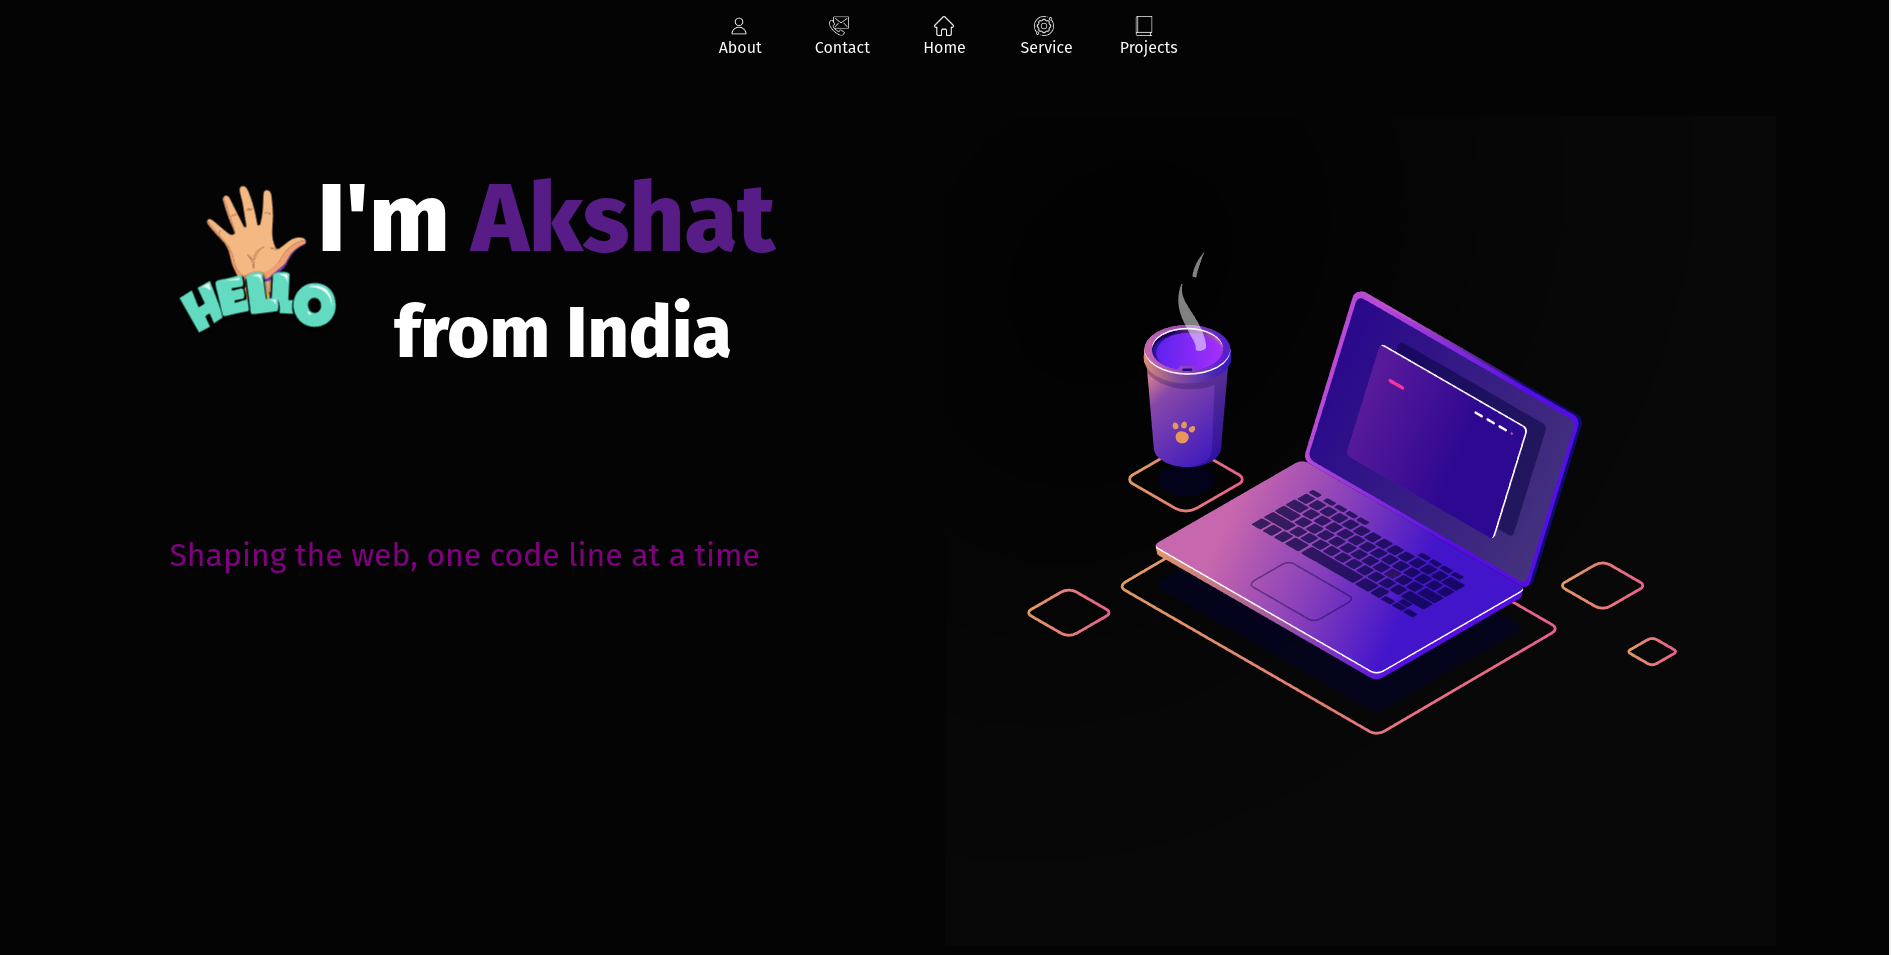 About
Contact
Home
Service
Projects
HELLO
I'm Akshat
from India
Shaping the web, one code line at a time